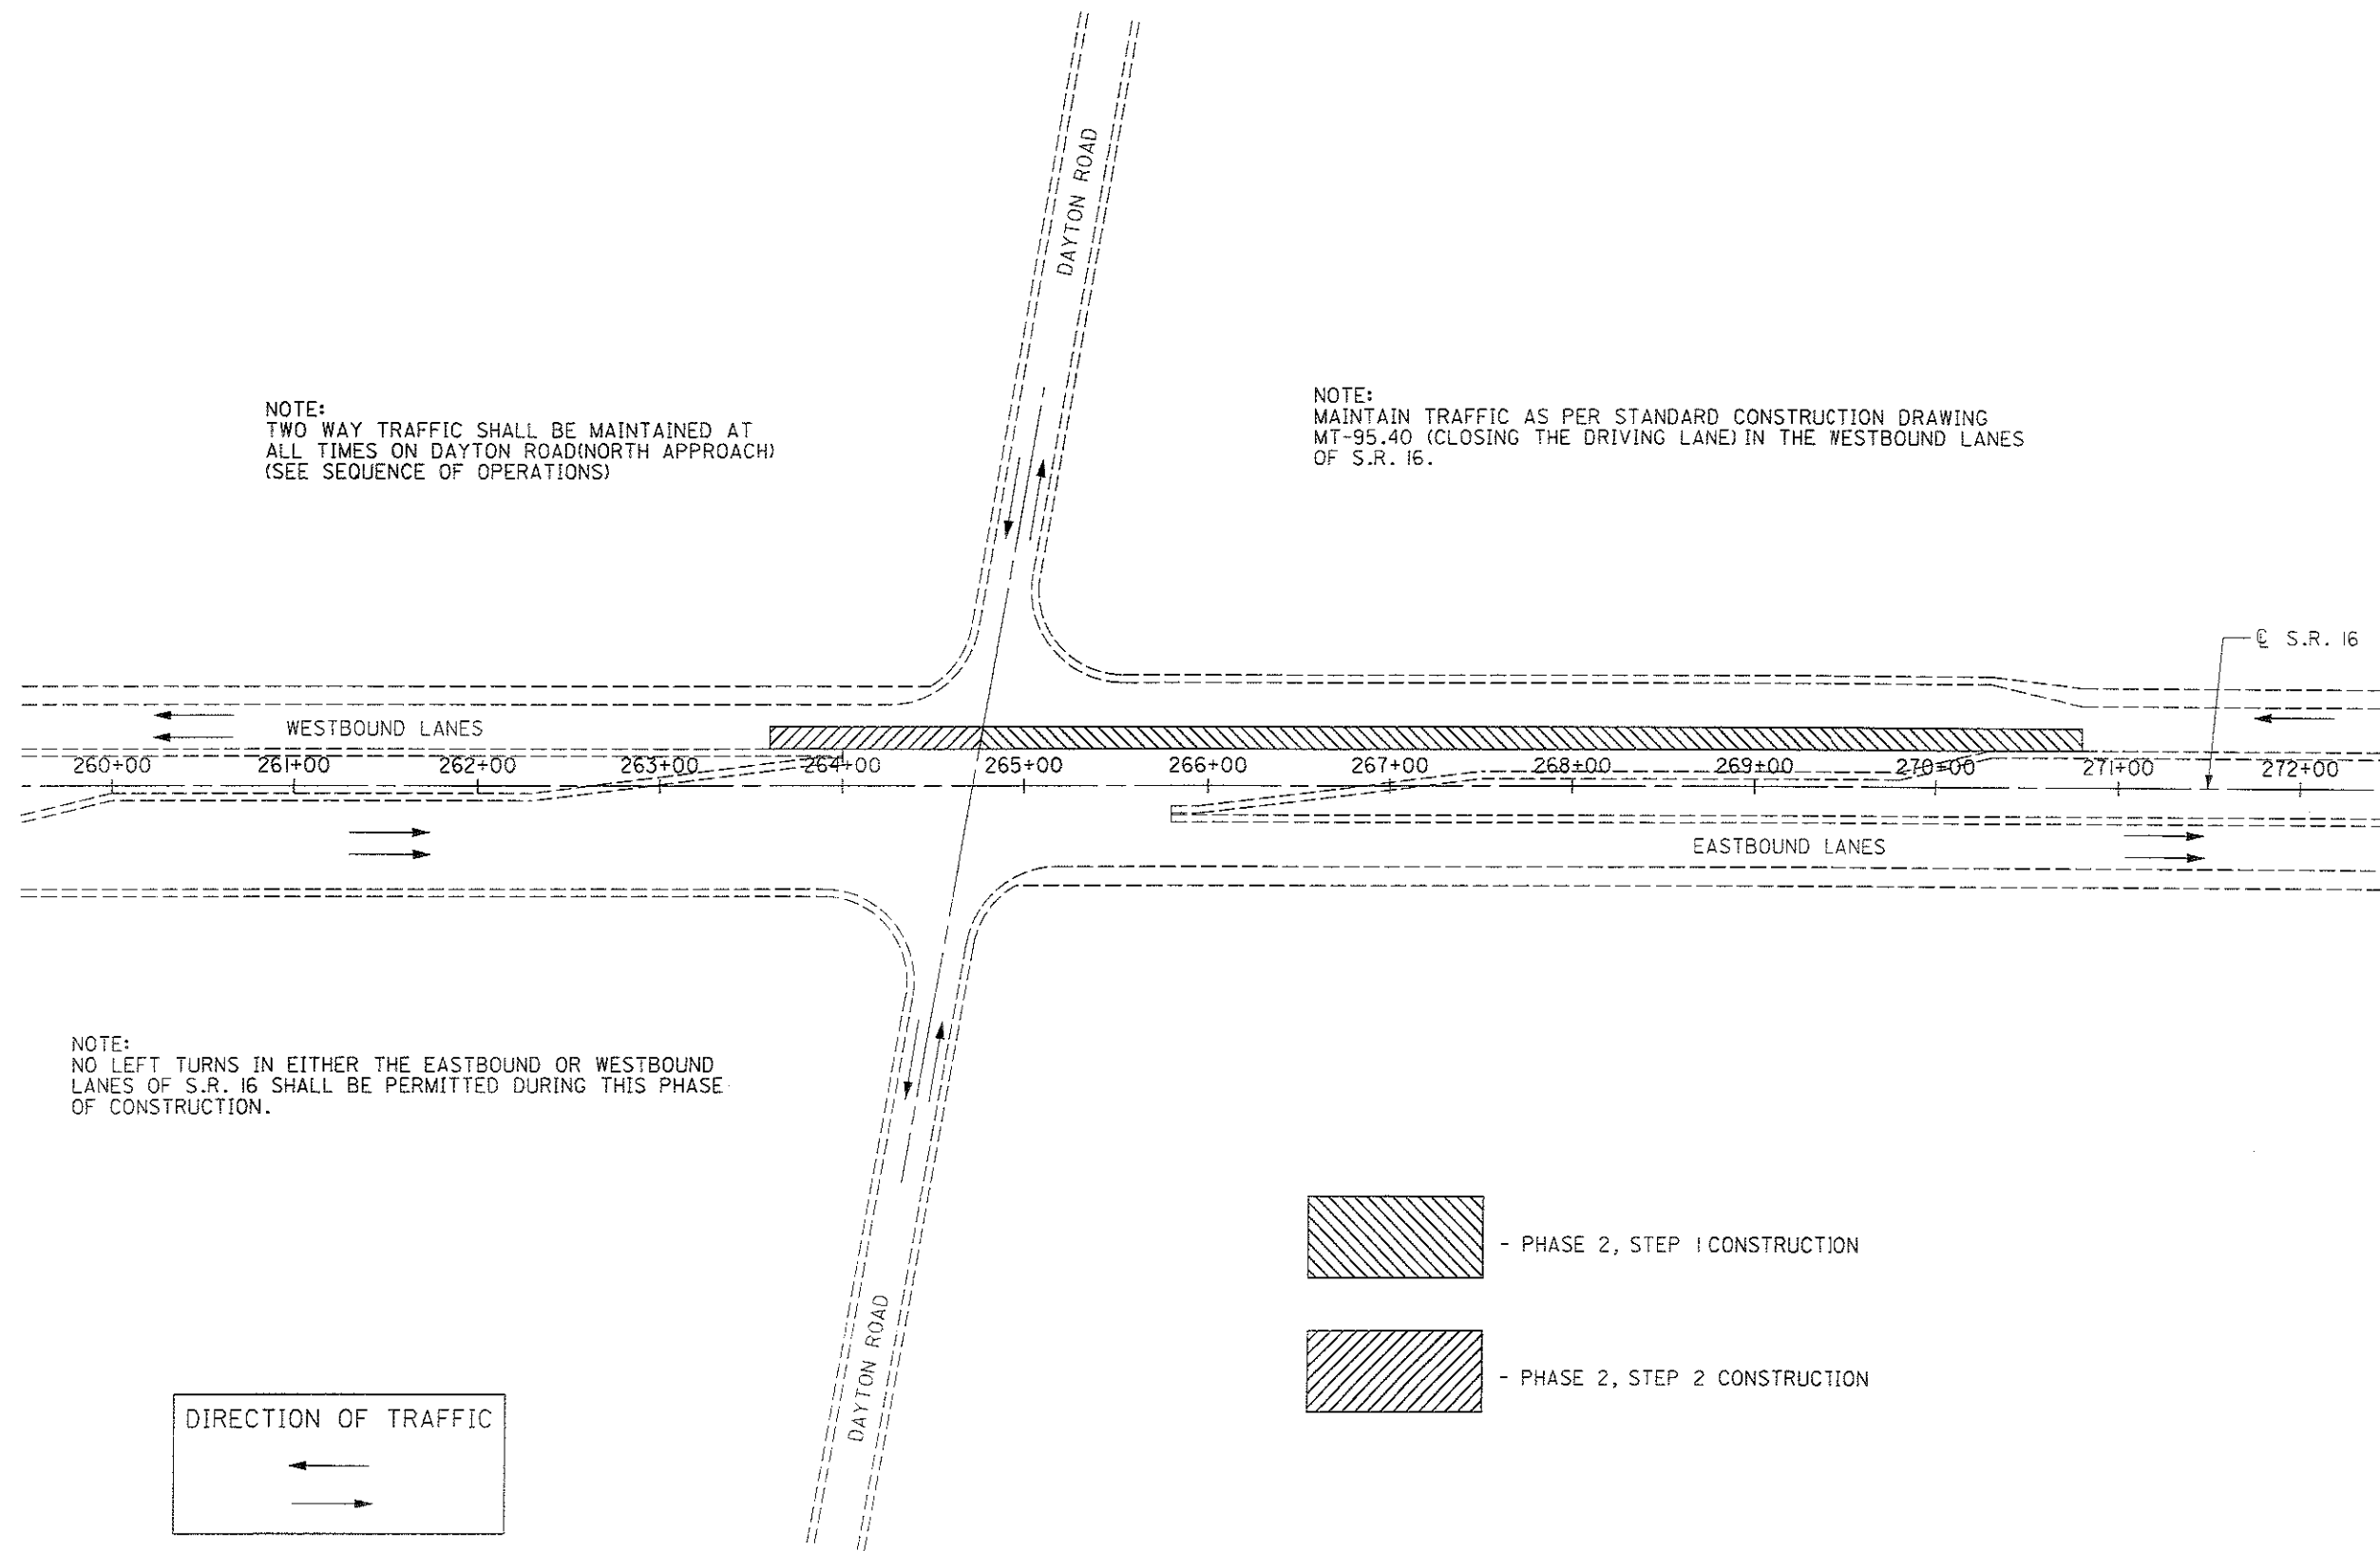 DAYTON ROAD
NOTE:
TWO WAY TRAFFIC SHALL BE MAINTAINED AT
ALL TIMES ON DAYTON ROAD(NORTH APPROACH)
(SEE SEQUENCE OF OPERATIONS)
NOTE:
MAINTAIN TRAFFIC AS PER STANDARD CONSTRUCTION DRAWING
MT-95.40 (CLOSING THE DRIVING LANE) IN THE WESTBOUND LANES
OF S.R. 16.
℄ S.R. 16
WESTBOUND LANES
260+00 261+00 262+00 263+00 264+00 265+00 266+00 267+00 268+00 269+00 270+00 271+00 272+00
EASTBOUND LANES
NOTE:
NO LEFT TURNS IN EITHER THE EASTBOUND OR WESTBOUND
LANES OF S.R. 16 SHALL BE PERMITTED DURING THIS PHASE
OF CONSTRUCTION.
- PHASE 2, STEP 1 CONSTRUCTION
DAYTON ROAD
- PHASE 2, STEP 2 CONSTRUCTION
DIRECTION OF TRAFFIC